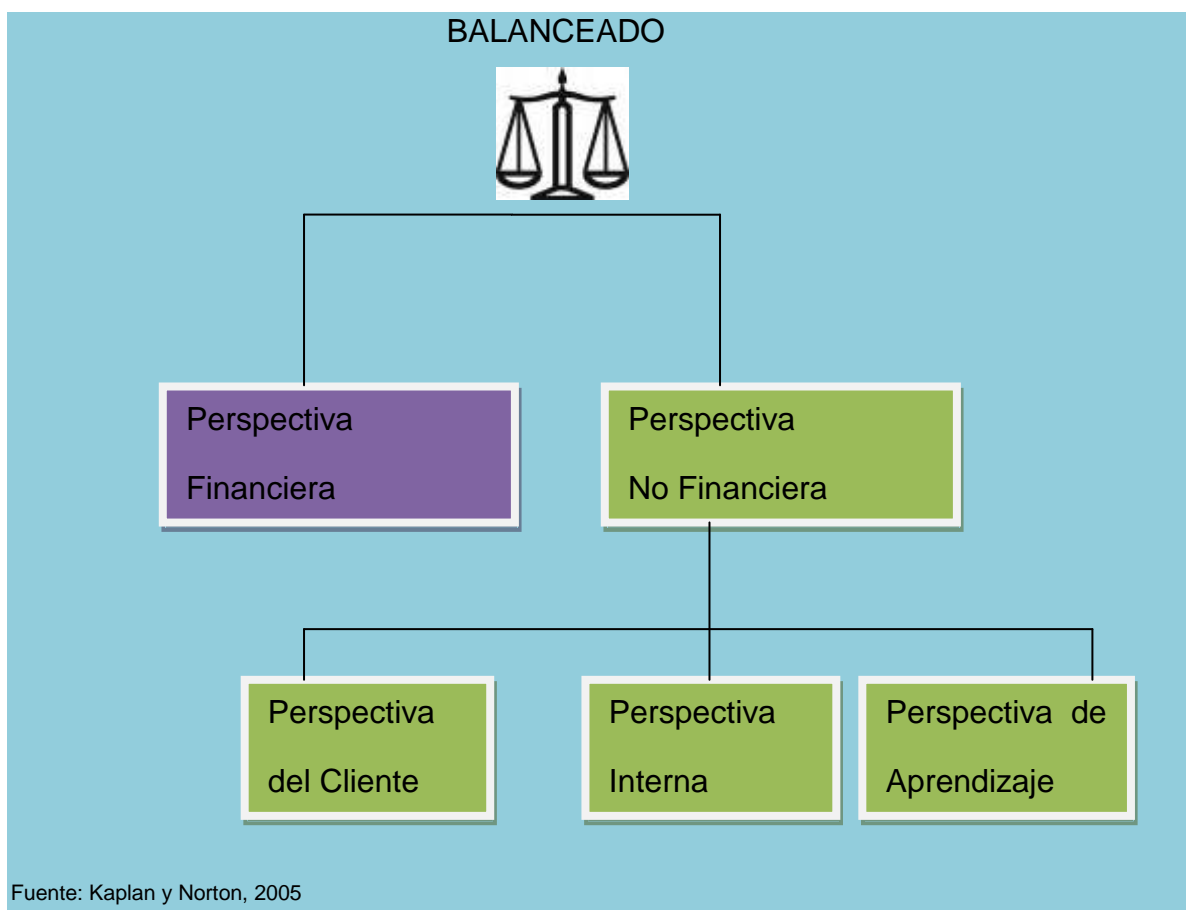 BALANCEADO
Perspectiva
Financiera
Perspectiva
No Financiera
Perspectiva
del Cliente
Perspectiva
Interna
Perspectiva de
Aprendizaje
Fuente: Kaplan y Norton, 2005